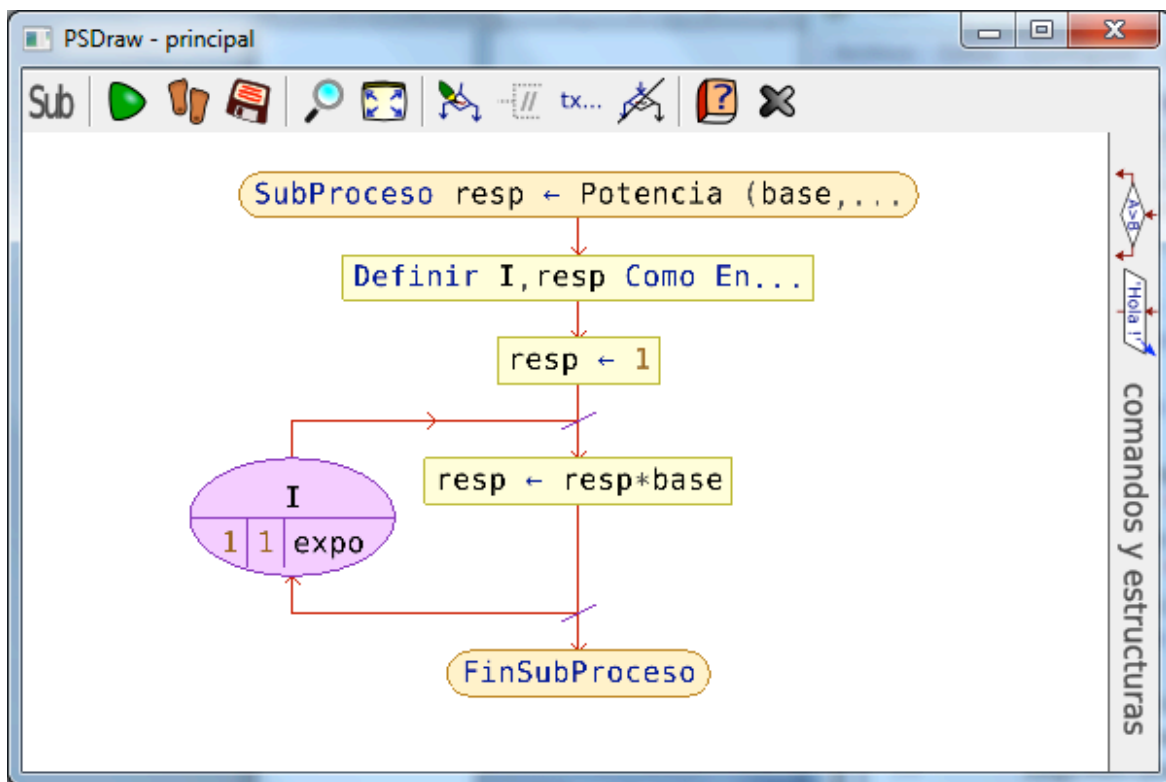 PSDraw - principal
Sub
tx...
SubProceso resp ← Potencia (base,...
Definir I,resp Como En...
resp ← 1
resp ← resp*base
I
1 1 expo
FinSubProceso
A>B
"Hola !"
comandos y estructuras